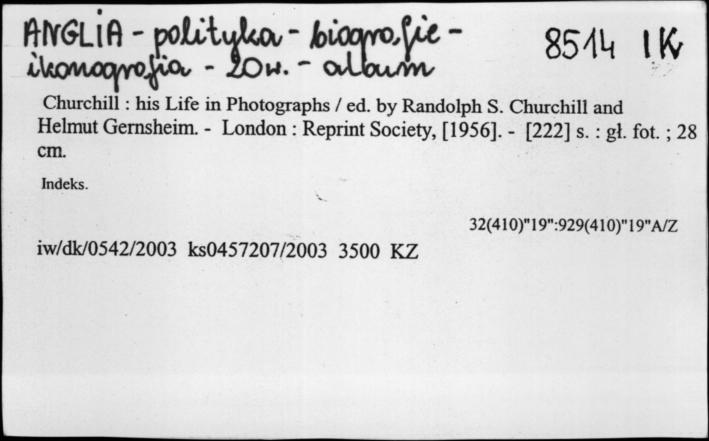 ANGLIA - polityka - biografie -
ikonografia - 20 w. - album
8514 IK
Churchill : his Life in Photographs / ed. by Randolph S. Churchill and
Helmut Gernsheim. - London : Reprint Society, [1956]. - [222] s. : gł. fot. ; 28
cm.
Indeks.
32(410)"19":929(410)"19"A/Z
iw/dk/0542/2003 ks0457207/2003 3500 KZ